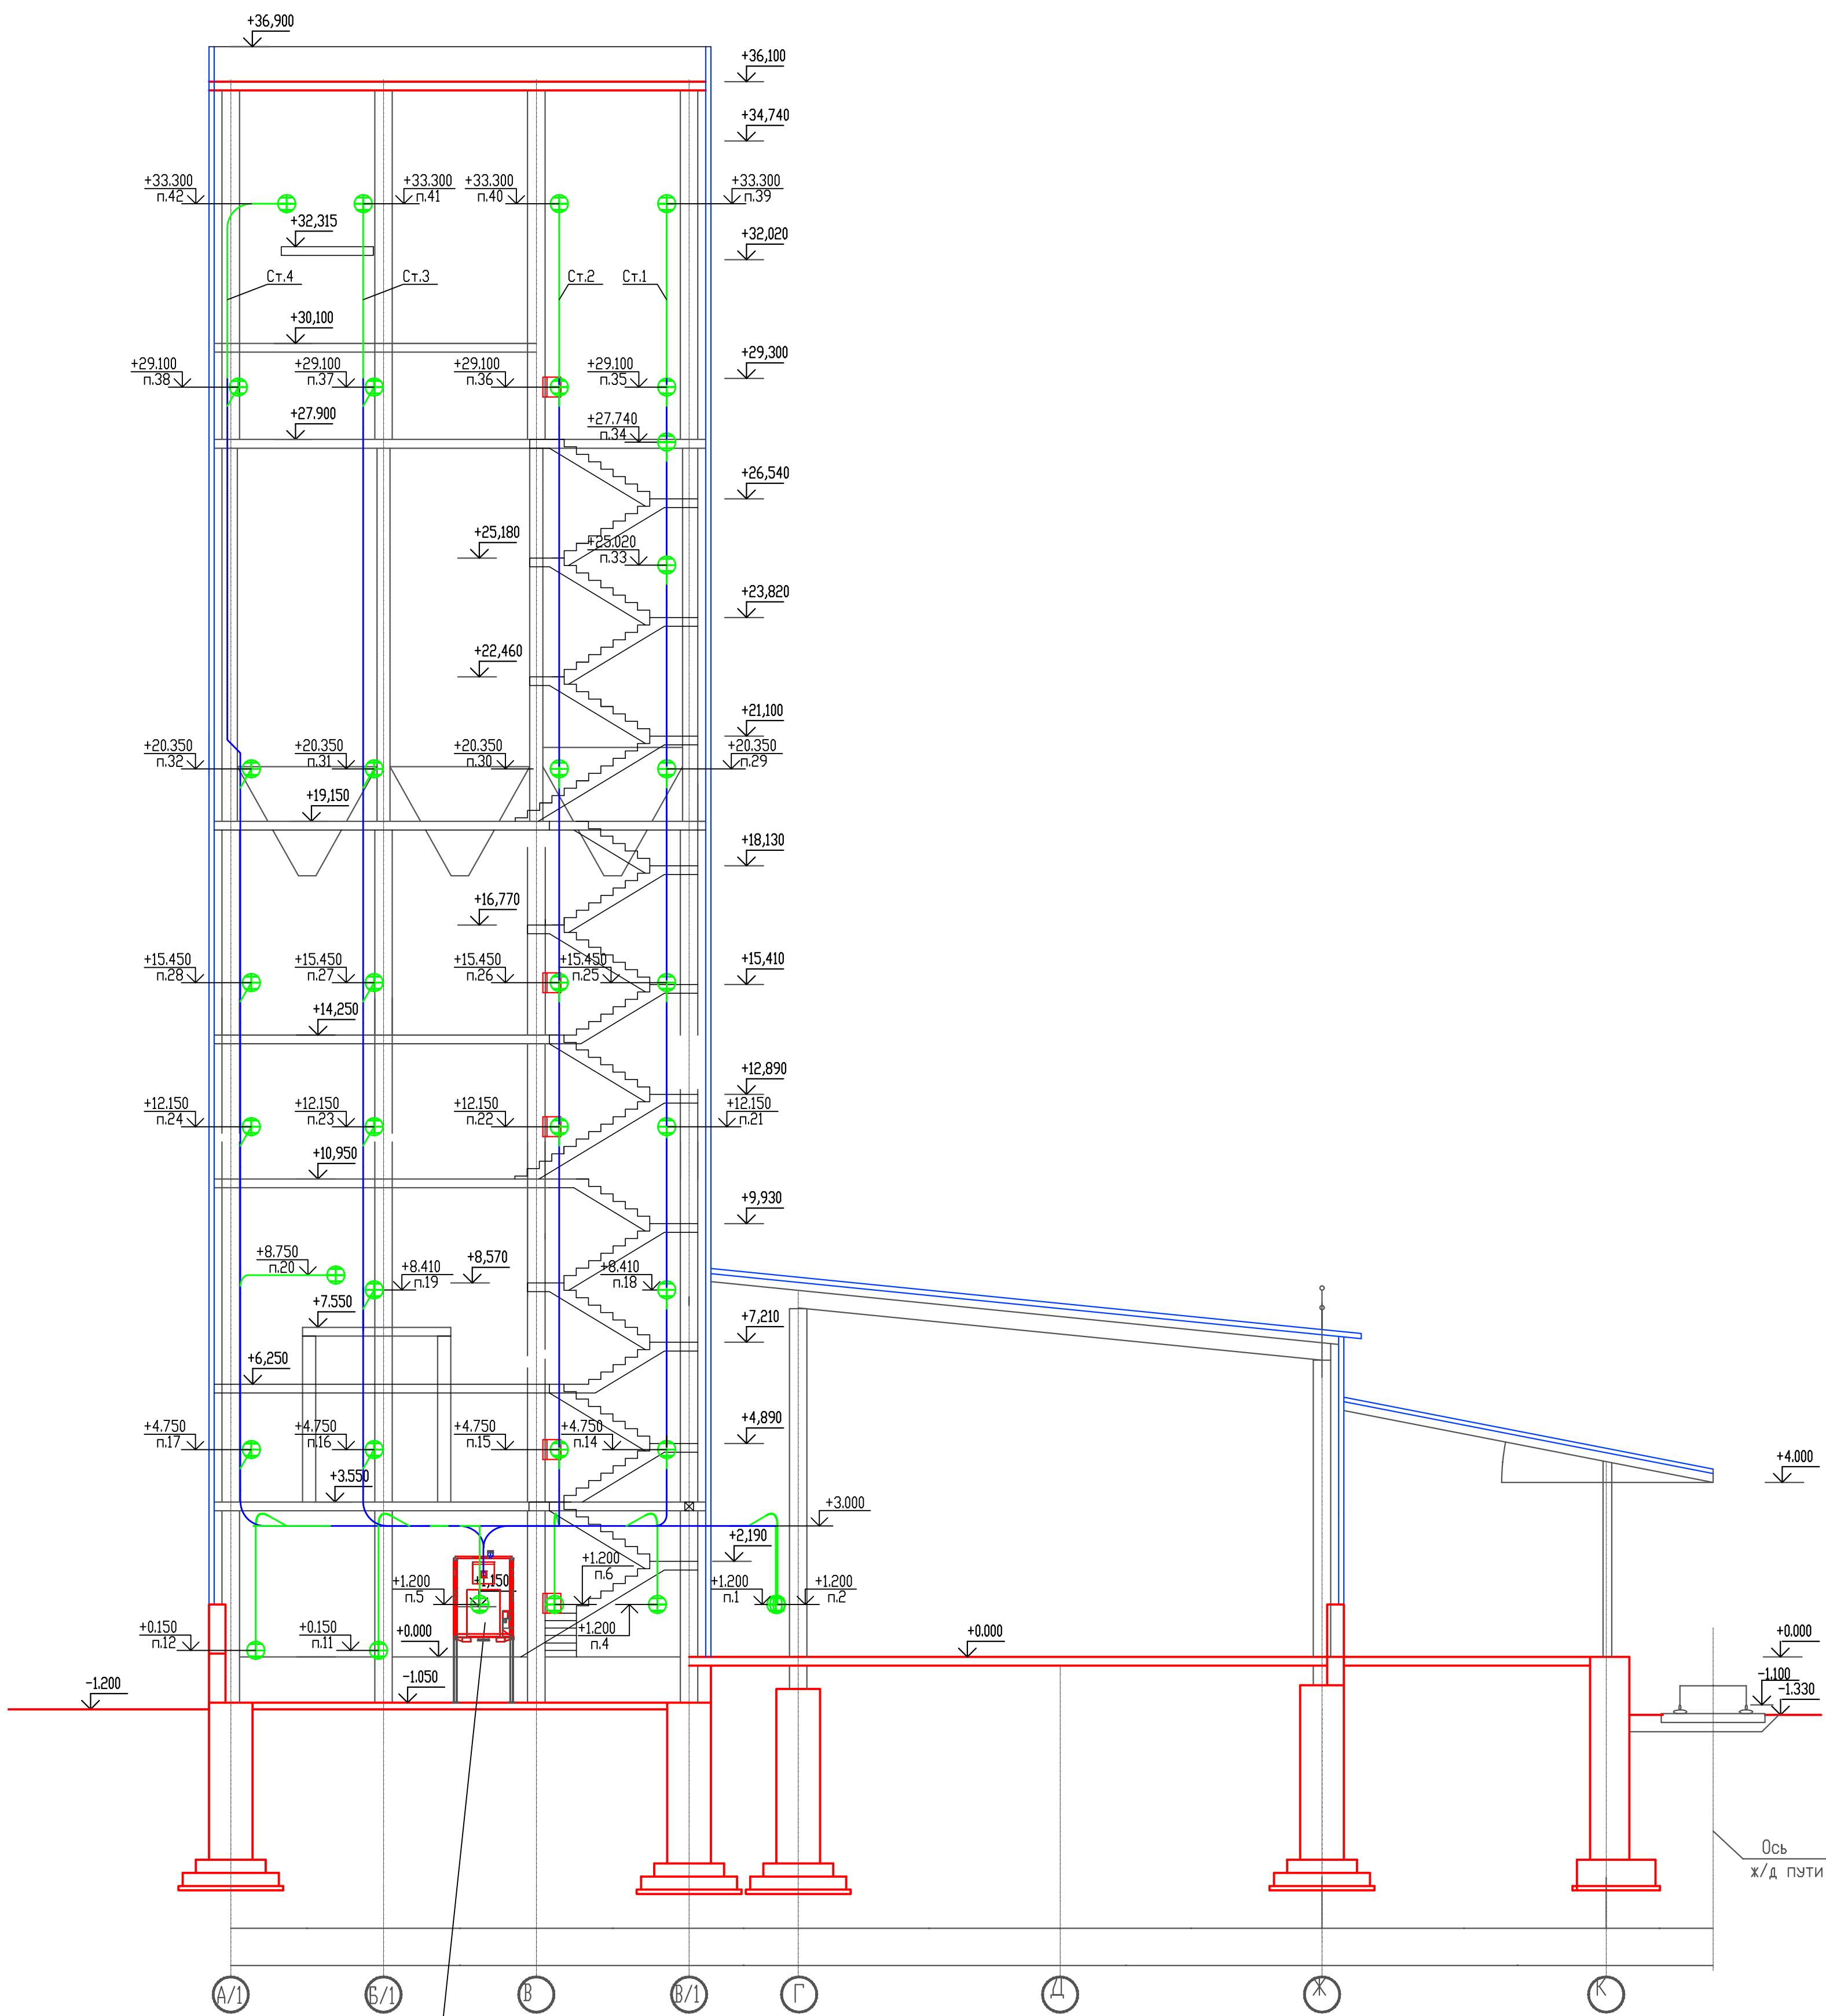 +36,900
+36,100
+34,740
+33.300
п.42
+33.300
п.41
+33.300
п.40
+33.300
п.39
+32,315
+32,020
Ст.4
Ст.3
Ст.2
Ст.1
+30,100
+29.100
п.38
+29.100
п.37
+29.100
п.36
+29.100
п.35
+29,300
+27.900
+27.740
п.34
+26,540
+25,180
+25.020
п.33
+23,820
+22,460
+21,100
+20.350
п.32
+20.350
п.31
+20.350
п.30
+20.350
п.29
+19,150
+18,130
+16,770
+15.450
п.28
+15.450
п.27
+15.450
п.26
+15.450
п.25
+15,410
+14,250
+12,890
+12.150
п.24
+12.150
п.23
+12.150
п.22
+12.150
п.21
+10,950
+9,930
+8.750
п.20
+8.410
п.19
+8,570
+8.410
п.18
+7.550
+7,210
+6,250
+4.750
п.17
+4.750
п.16
+4.750
п.15
+4.750
п.14
+4,890
+4.000
+3.550
+3.000
+2,190
+1.200
п.5
+1,150
+1.200
п.6
+1.200
п.1
+1.200
п.2
+0.150
п.12
+0.150
п.11
+0.000
+1.200
п.4
+0.000
+0.000
-1.200
-1.050
-1.100
-1.330
Ось
ж/д пути
А/1
Б/1
В
В/1
Г
Д
Ж
К